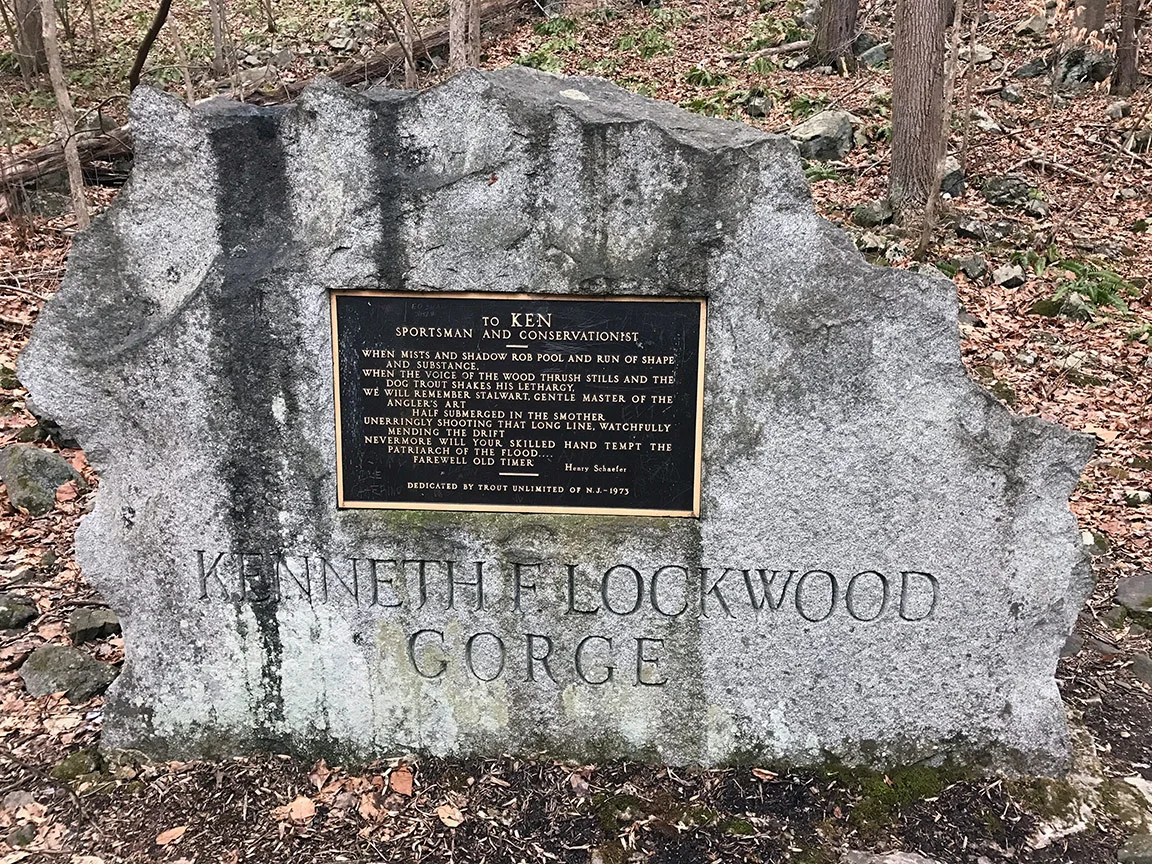 TO KEN
SPORTSMAN AND CONSERVATIONIST
WHEN MISTS AND SHADOW ROB POOL AND RUN OF SHAPE
AND SUBSTANCE,
WHEN THE VOICE OF THE WOOD THRUSH STILLS AND THE
DOG TROUT SHAKES HIS LETHARGY,
WE WILL REMEMBER STALWART, GENTLE MASTER OF THE
ANGLER'S ART
HALF SUBMERGED IN THE SMOTHER
UNERRINGLY SHOOTING THAT LONG LINE, WATCHFULLY
MENDING THE DRIFT
NEVERMORE WILL YOUR SKILLED HAND TEMPT THE
PATRIARCH OF THE FLOOD....
FAREWELL OLD TIMER
Henry Schaefer
DEDICATED BY TROUT UNLIMITED OF N.J.-1973
KENNETH F. LOCKWOOD
GORGE